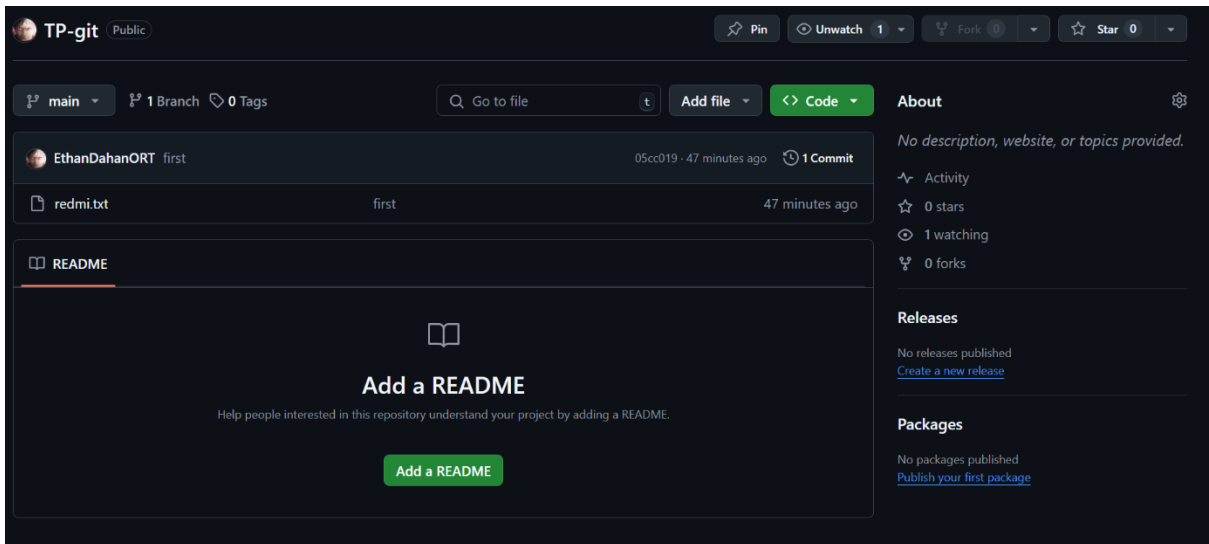 TP-git Public
Pin Unwatch 1 Fork 0 Star 0
main 1 Branch 0 Tags Go to file t Add file <> Code
EthanDahanORT first 05cc019 · 47 minutes ago 1 Commit
redmi.txt first 47 minutes ago
README
Add a README
Help people interested in this repository understand your project by adding a README.
Add a README
About
No description, website, or topics provided.
Activity
0 stars
1 watching
0 forks
Releases
No releases published
Create a new release
Packages
No packages published
Publish your first package